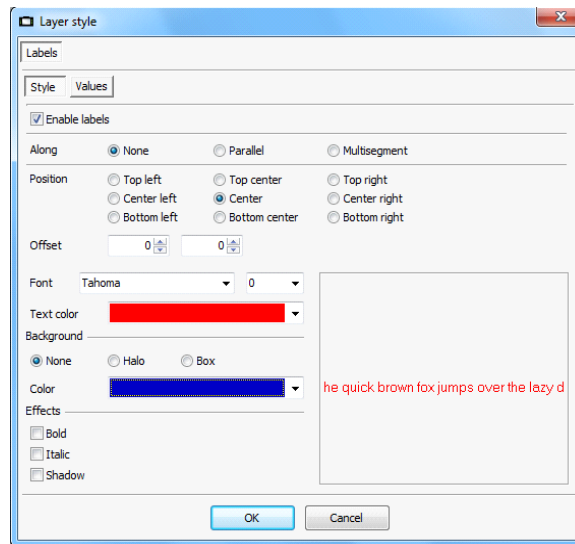 Layer style
Labels
Style Values
Enable labels
Along None Parallel Multisegment
Position Top left Top center Top right
Center left Center Center right
Bottom left Bottom center Bottom right
Offset 0 0
Font Tahoma 0
Text color
Background
None Halo Box
Color
he quick brown fox jumps over the lazy d
Effects
Bold
Italic
Shadow
OK Cancel